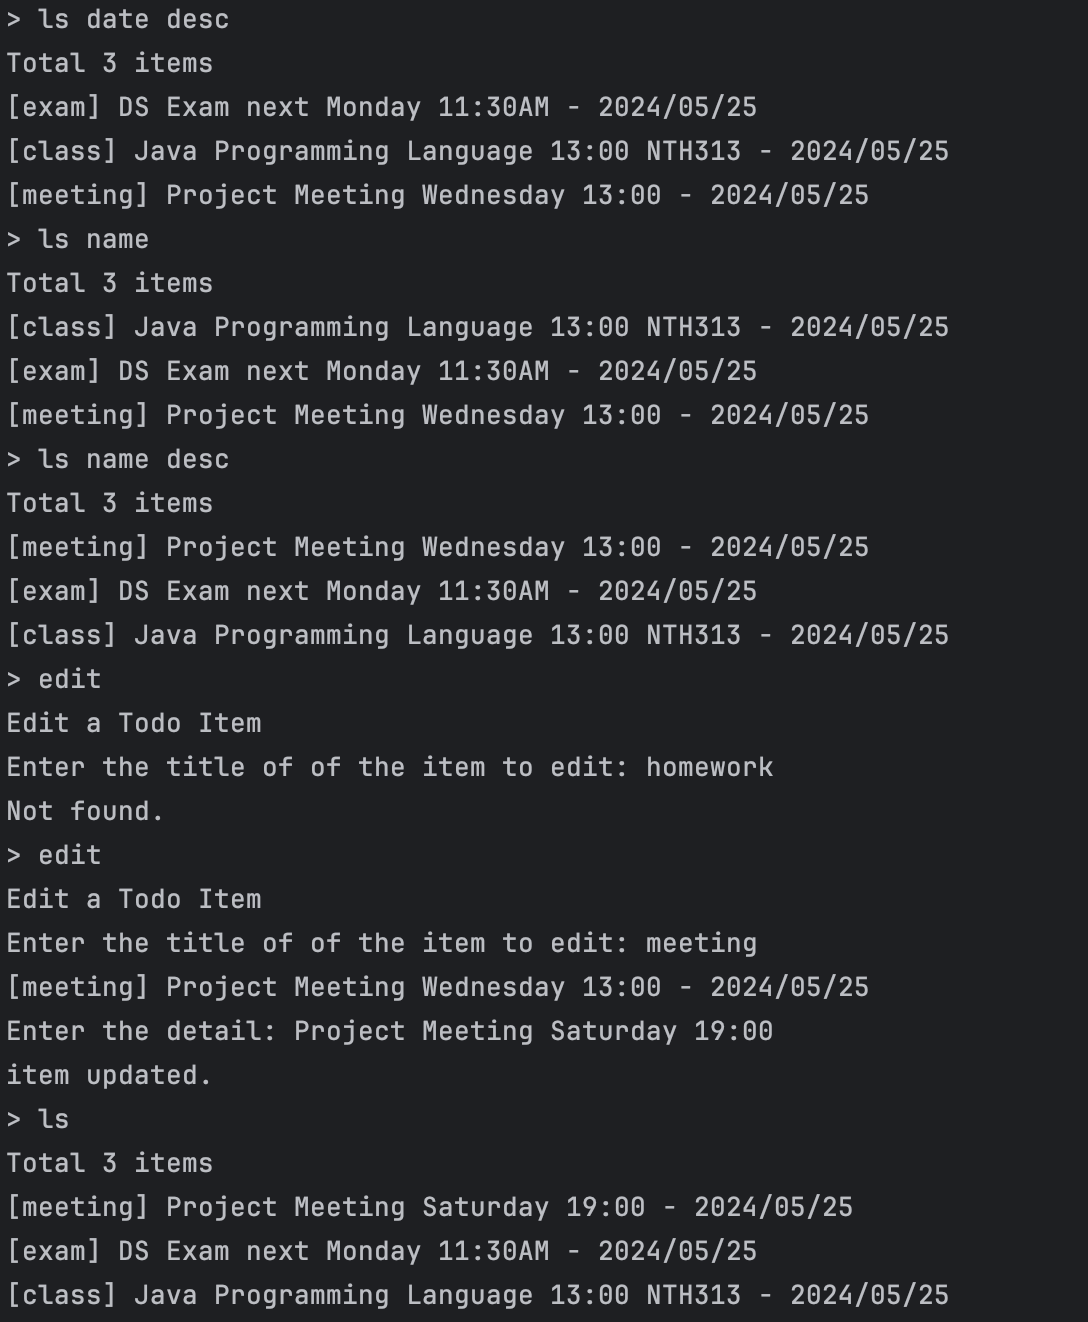 > ls date desc
Total 3 items
[exam] DS Exam next Monday 11:30AM - 2024/05/25
[class] Java Programming Language 13:00 NTH313 - 2024/05/25
[meeting] Project Meeting Wednesday 13:00 - 2024/05/25
> ls name
Total 3 items
[class] Java Programming Language 13:00 NTH313 - 2024/05/25
[exam] DS Exam next Monday 11:30AM - 2024/05/25
[meeting] Project Meeting Wednesday 13:00 - 2024/05/25
> ls name desc
Total 3 items
[meeting] Project Meeting Wednesday 13:00 - 2024/05/25
[exam] DS Exam next Monday 11:30AM - 2024/05/25
[class] Java Programming Language 13:00 NTH313 - 2024/05/25
> edit
Edit a Todo Item
Enter the title of of the item to edit: homework
Not found.
> edit
Edit a Todo Item
Enter the title of of the item to edit: meeting
[meeting] Project Meeting Wednesday 13:00 - 2024/05/25
Enter the detail: Project Meeting Saturday 19:00
item updated.
> ls
Total 3 items
[meeting] Project Meeting Saturday 19:00 - 2024/05/25
[exam] DS Exam next Monday 11:30AM - 2024/05/25
[class] Java Programming Language 13:00 NTH313 - 2024/05/25